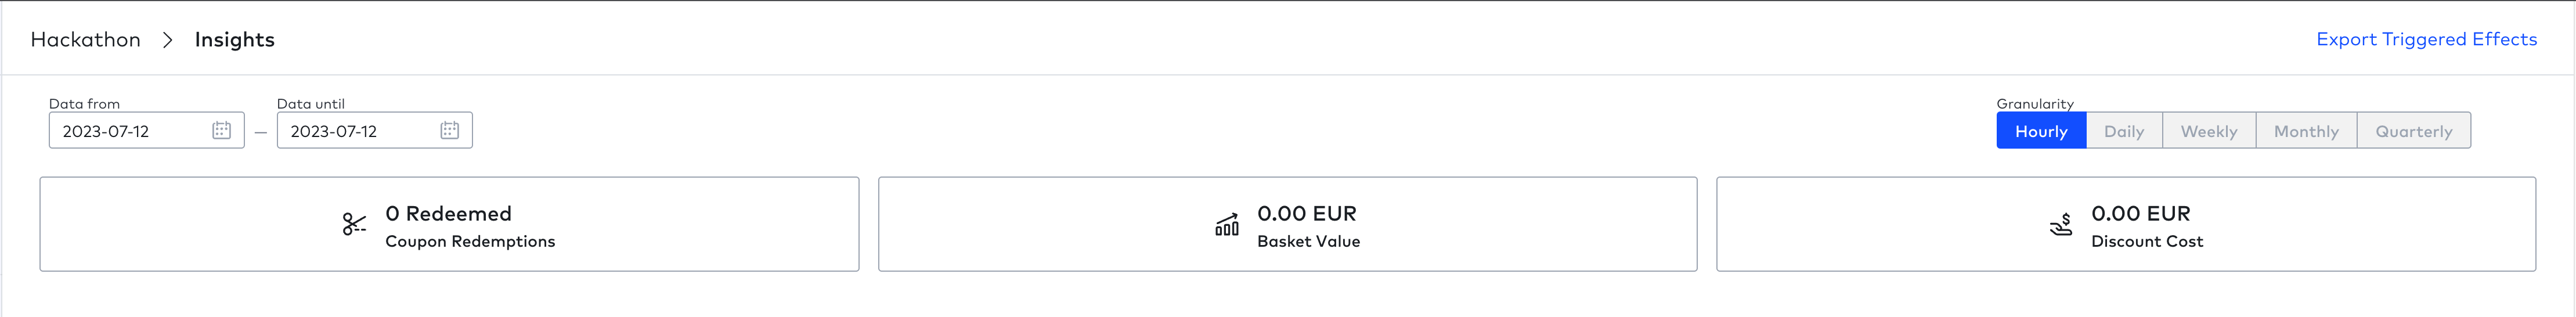 Hackathon > Insights
Export Triggered Effects
Data from
Data until
Granularity
2023-07-12 — 2023-07-12
Hourly Daily Weekly Monthly Quarterly
0 Redeemed
Coupon Redemptions
0.00 EUR
Basket Value
0.00 EUR
Discount Cost